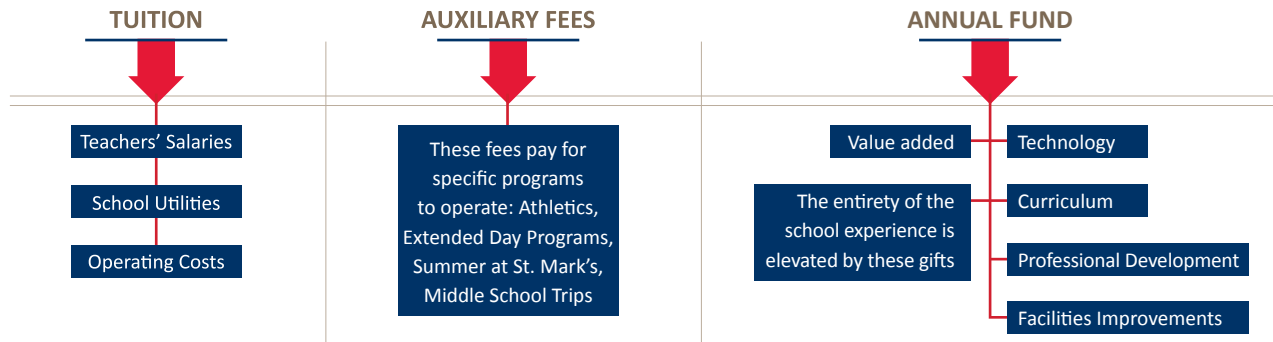 TUITION
Teachers’ Salaries
School Utilities
Operating Costs
AUXILIARY FEES
These fees pay for
specific programs
to operate: Athletics,
Extended Day Programs,
Summer at St. Mark’s,
Middle School Trips
ANNUAL FUND
Value added
The entirety of the
school experience is
elevated by these gifts
Technology
Curriculum
Professional Development
Facilities Improvements